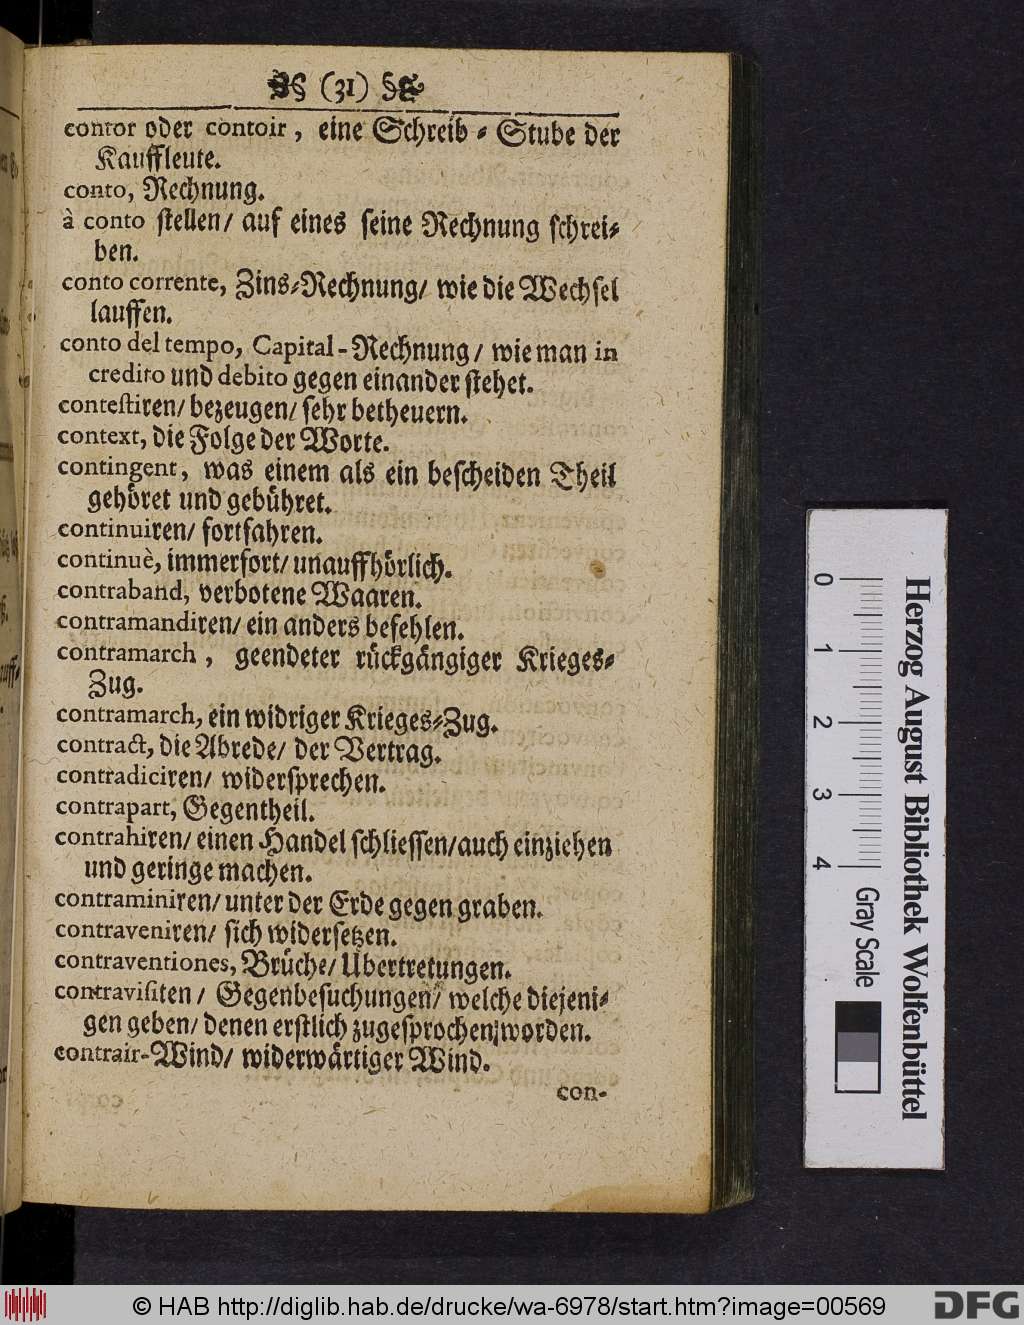 § (31) §
contor oder contoir, eine Schreib-Stube der
Kauffleute.
conto, Rechnung.
à conto stellen/ auf eines seine Rechnung schrei-
ben.
conto corrente, Zins-Rechnung/ wie die Wechsel
lauffen.
conto del tempo, Capital-Rechnung/ wie man in
credito und debito gegen einander stehet.
contestiren/ bezeugen/ sehr betheuern.
context, die Folge der Worte.
contingent, was einem als ein bescheiden Theil
gehöret und gebühret.
continuiren/ fortfahren.
continuè, immerfort/ unauffhörlich.
contraband, verbotene Waaren.
contramandiren/ ein anders befehlen.
contramarch, geendeter rückgängiger Krieges-
Zug.
contramarch, ein widriger Krieges-Zug.
contract, die Abrede/ der Vertrag.
contradiciren/ widersprechen.
contrapart, Gegentheil.
contrahiren/ einen Handel schliessen/auch einziehen
und geringe machen.
contraminiren/ unter der Erde gegen graben.
contraveniren/ sich widersetzen.
contraventiones, Brüche/ Ubertretungen.
contravisiten/ Gegenbesuchungen/ welche diejeni-
gen geben/ denen erstlich zugesprochen worden.
contrair-Wind/ widerwärtiger Wind.
con-
Herzog August Bibliothek Wolfenbüttel
0 1 2 3 4
Gray Scale
© HAB http://diglib.hab.de/drucke/wa-6978/start.htm?image=00569
DFG